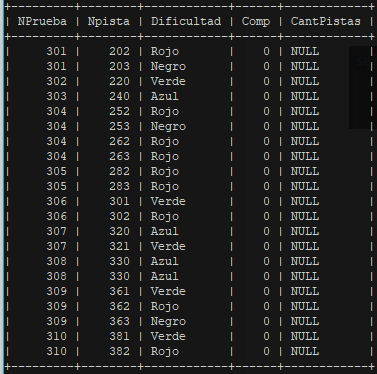 +---------+--------+------------+------+------------+
| NPrueba | Npista | Dificultad | Comp | CantPistas |
+---------+--------+------------+------+------------+
| 301 | 202 | Rojo | 0 | NULL |
| 301 | 203 | Negro | 0 | NULL |
| 302 | 220 | Verde | 0 | NULL |
| 303 | 240 | Azul | 0 | NULL |
| 304 | 252 | Rojo | 0 | NULL |
| 304 | 253 | Negro | 0 | NULL |
| 304 | 262 | Rojo | 0 | NULL |
| 304 | 263 | Rojo | 0 | NULL |
| 305 | 282 | Rojo | 0 | NULL |
| 305 | 283 | Rojo | 0 | NULL |
| 306 | 301 | Verde | 0 | NULL |
| 306 | 302 | Rojo | 0 | NULL |
| 307 | 320 | Azul | 0 | NULL |
| 307 | 321 | Verde | 0 | NULL |
| 308 | 330 | Azul | 0 | NULL |
| 308 | 330 | Azul | 0 | NULL |
| 309 | 361 | Verde | 0 | NULL |
| 309 | 362 | Rojo | 0 | NULL |
| 309 | 363 | Negro | 0 | NULL |
| 310 | 381 | Verde | 0 | NULL |
| 310 | 382 | Rojo | 0 | NULL |
+---------+--------+------------+------+------------+